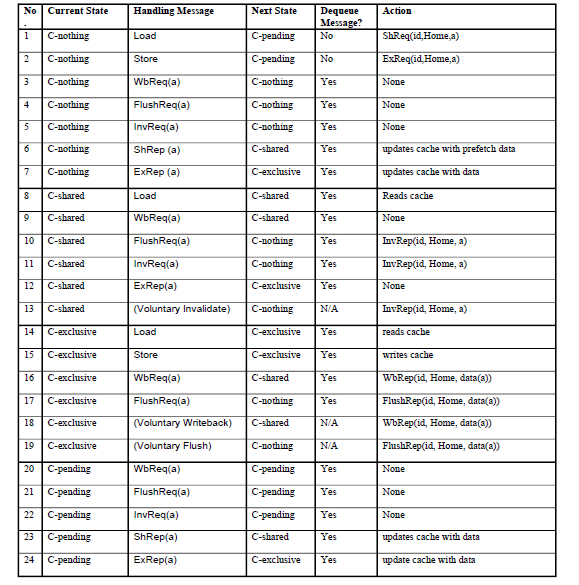 No Current State Handling Message Next State Dequeue Action
. Message?
1 C-nothing Load C-pending No ShReq(id,Home,a)
2 C-nothing Store C-pending No ExReq(id,Home,a)
3 C-nothing WbReq(a) C-nothing Yes None
4 C-nothing FlushReq(a) C-nothing Yes None
5 C-nothing InvReq(a) C-nothing Yes None
6 C-nothing ShRep (a) C-shared Yes updates cache with prefetch data
7 C-nothing ExRep (a) C-exclusive Yes updates cache with data
8 C-shared Load C-shared Yes Reads cache
9 C-shared WbReq(a) C-shared Yes None
10 C-shared FlushReq(a) C-nothing Yes InvRep(id, Home, a)
11 C-shared InvReq(a) C-nothing Yes InvRep(id, Home, a)
12 C-shared ExRep(a) C-exclusive Yes None
13 C-shared (Voluntary Invalidate) C-nothing N/A InvRep(id, Home, a)
14 C-exclusive Load C-exclusive Yes reads cache
15 C-exclusive Store C-exclusive Yes writes cache
16 C-exclusive WbReq(a) C-shared Yes WbRep(id, Home, data(a))
17 C-exclusive FlushReq(a) C-nothing Yes FlushRep(id, Home, data(a))
18 C-exclusive (Voluntary Writeback) C-shared N/A WbRep(id, Home, data(a))
19 C-exclusive (Voluntary Flush) C-nothing N/A FlushRep(id, Home, data(a))
20 C-pending WbReq(a) C-pending Yes None
21 C-pending FlushReq(a) C-pending Yes None
22 C-pending InvReq(a) C-pending Yes None
23 C-pending ShRep(a) C-shared Yes updates cache with data
24 C-pending ExRep(a) C-exclusive Yes update cache with data